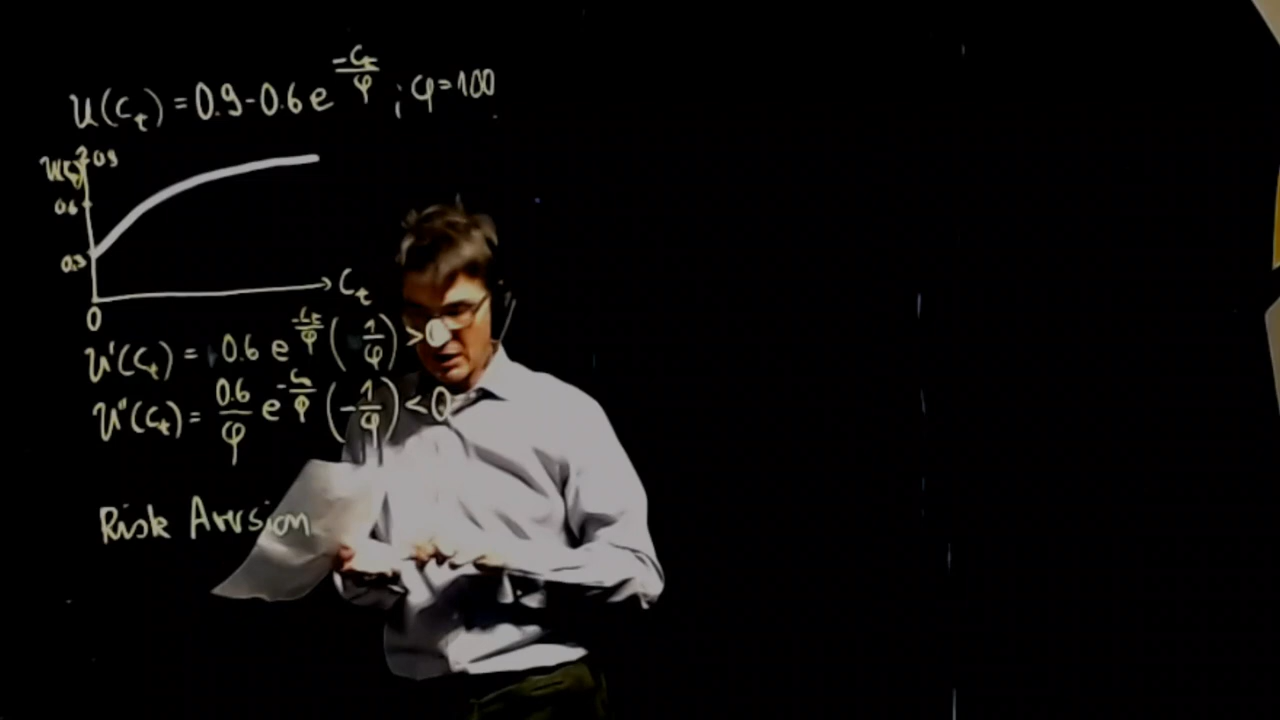 u(c_t) = 0.9 - 0.6 e^{-c_t/φ} ; φ = 100
u(c_t)
0.9
0.6
0.3
0
c_t
u'(c_t) = 0.6 e^{-c_t/φ} (1/φ) > 0
u''(c_t) = 0.6/φ e^{-c_t/φ} (-1/φ) < 0
Risk Aversion